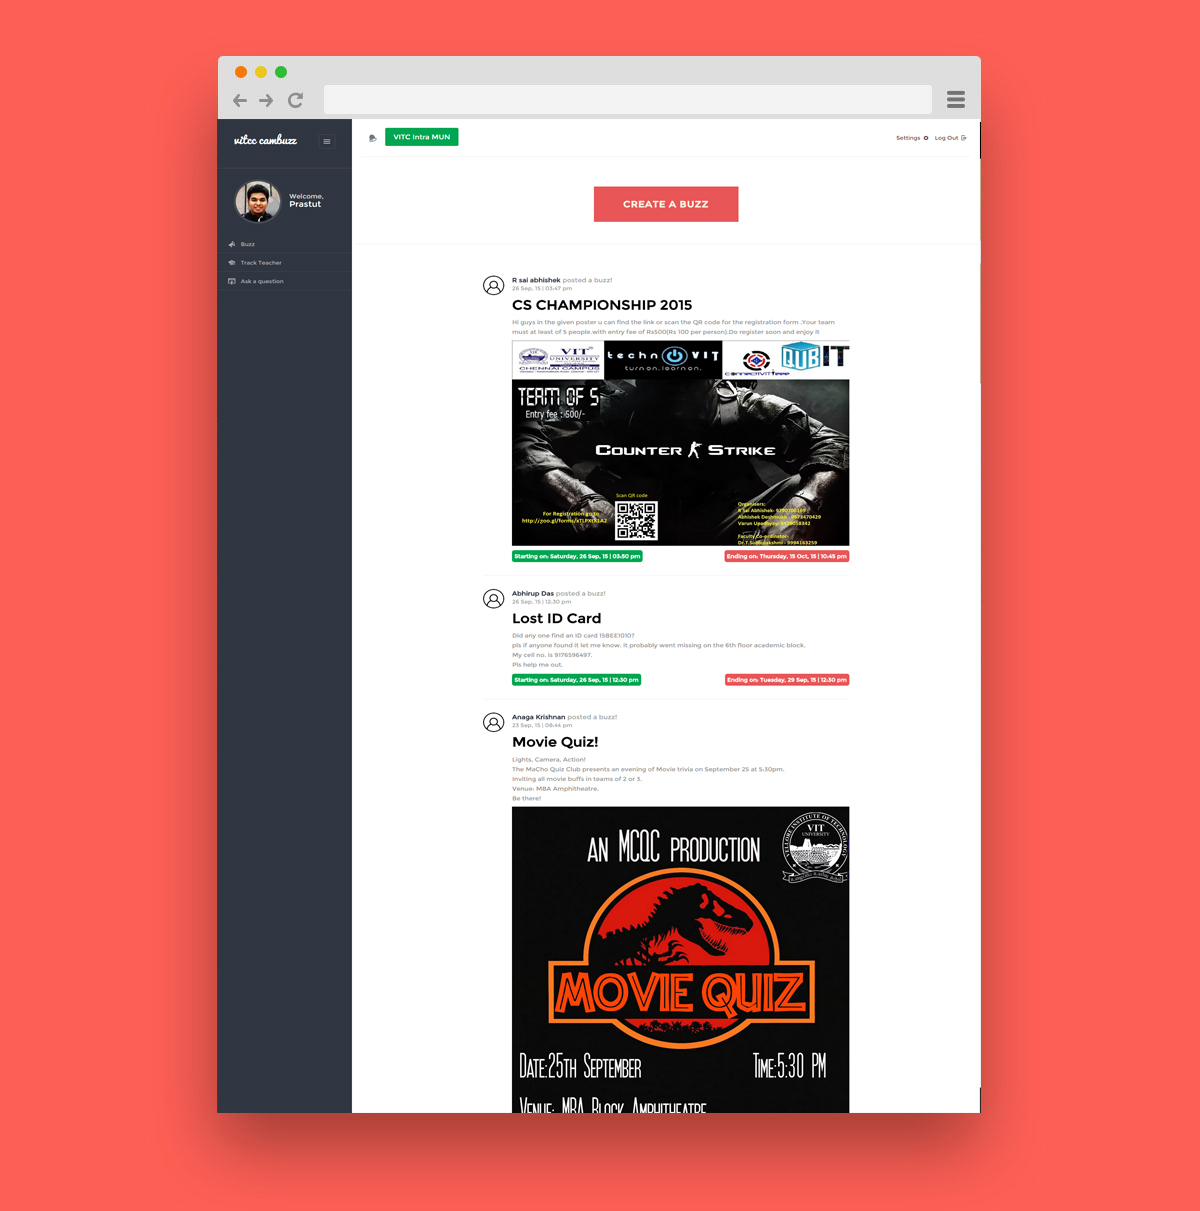 vitcc cambuzz
VITC Intra MUN
Settings
Log Out
Welcome,
Prastut
Buzz
Track Teacher
Ask a question
CREATE A BUZZ
R sai abhishek posted a buzz!
26 Sep, 15 | 03:47 pm
CS CHAMPIONSHIP 2015
Hi guys in the given poster u can find the link or scan the QR code for the registration form .Your team
must at least of 5 people.with entry fee of Rs500(Rs 100 per person).Do register soon and enjoy !!
VIT
UNIVERSITY
CHENNAI CAMPUS
techno VIT
turn on. learn on.
QUBIT
TEAM OF 5
Entry fee : 500/-
COUNTER STRIKE
Scan QR code
For Registration go to
Organisers:
R Sai Abhishek-
Abhishek Deshmukh -
Varun Upadhyay-
Faculty Co-ordinator-
Starting on: Saturday, 26 Sep, 15 | 03:50 pm
Ending on: Thursday, 15 Oct, 15 | 10:45 pm
Abhirup Das posted a buzz!
26 Sep, 15 | 12:30 pm
Lost ID Card
Did any one find an ID card 15BEE1010?
pls if anyone found it let me know. it probably went missing on the 6th floor academic block.
My cell no. is 9176596497.
Pls help me out.
Starting on: Saturday, 26 Sep, 15 | 12:30 pm
Ending on: Tuesday, 29 Sep, 15 | 12:30 pm
Anaga Krishnan posted a buzz!
23 Sep, 15 | 08:44 pm
Movie Quiz!
Lights, Camera, Action!
The MaCho Quiz Club presents an evening of Movie trivia on September 25 at 5:30pm.
Inviting all movie buffs in teams of 2 or 3.
Venue: MBA Amphitheatre.
Be there!
VELLORE INSTITUTE OF TECHNOLOGY
VIT
UNIVERSITY
AN MCQC PRODUCTION
MOVIE QUIZ
DATE:25TH SEPTEMBER
TIME:5:30 PM
VENUE: MBA BLOCK AMPHITHEATRE